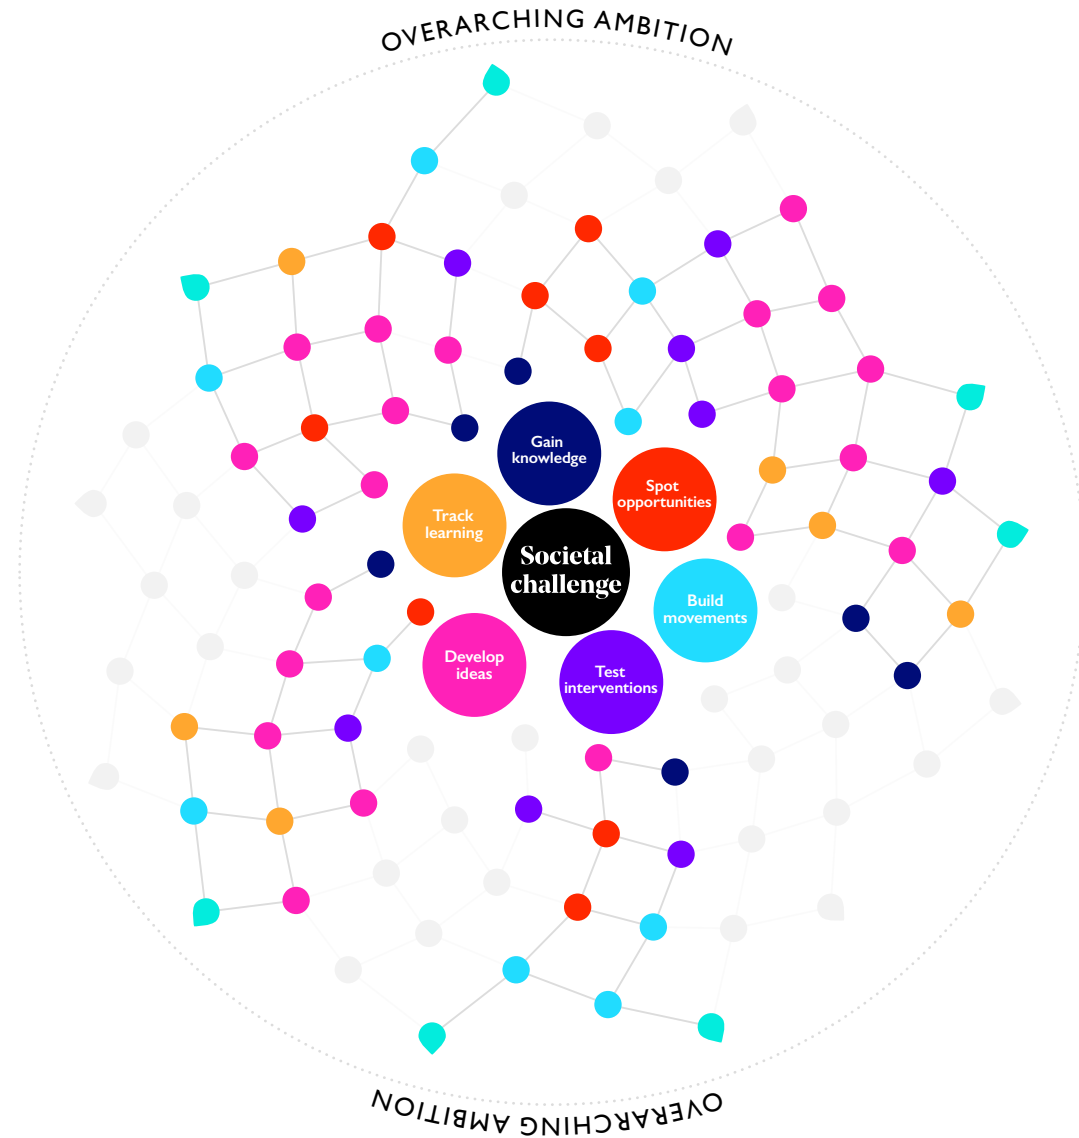 OVERARCHING AMBITION
Gain
knowledge
Spot
opportunities
Track
learning
Societal
challenge
Build
movements
Develop
ideas
Test
interventions
OVERARCHING AMBITION